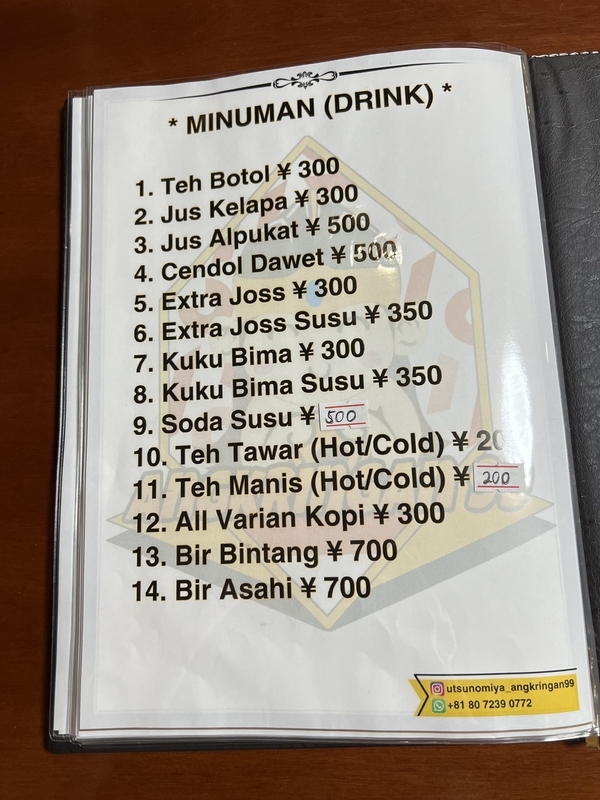 * MINUMAN (DRINK) *
1. Teh Botol ¥ 300
2. Jus Kelapa ¥ 300
3. Jus Alpukat ¥ 500
4. Cendol Dawet ¥ 500
5. Extra Joss ¥ 300
6. Extra Joss Susu ¥ 350
7. Kuku Bima ¥ 300
8. Kuku Bima Susu ¥ 350
9. Soda Susu ¥ 500
10. Teh Tawar (Hot/Cold) ¥
11. Teh Manis (Hot/Cold) ¥ 200
12. All Varian Kopi ¥ 300
13. Bir Bintang ¥ 700
14. Bir Asahi ¥ 700
utsunomiya_angkringan99
+81 80 7239 0772